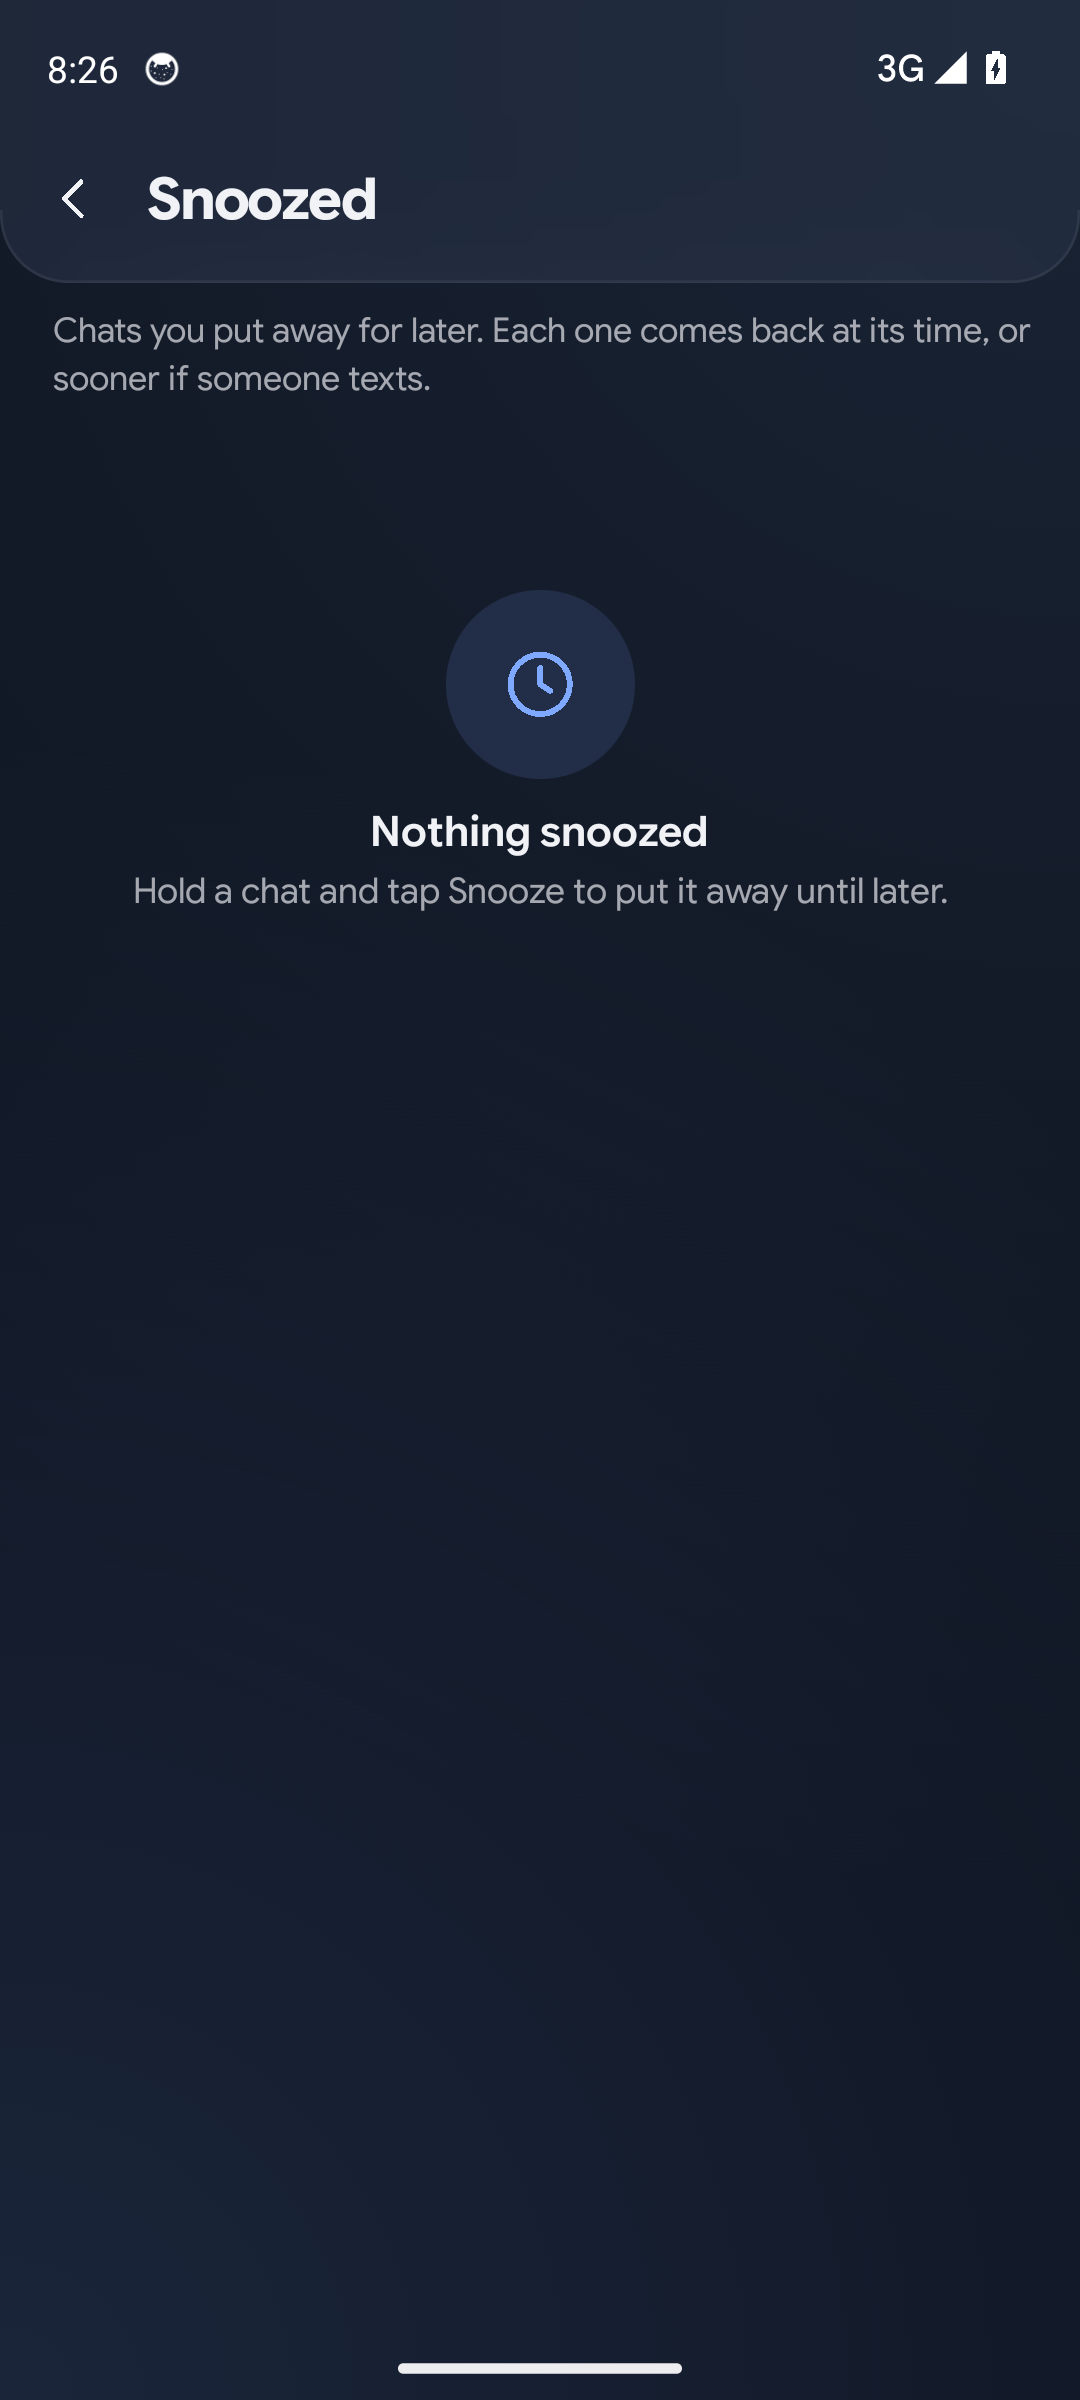 8:26
3G
Snoozed
Chats you put away for later. Each one comes back at its time, or
sooner if someone texts.
Nothing snoozed
Hold a chat and tap Snooze to put it away until later.